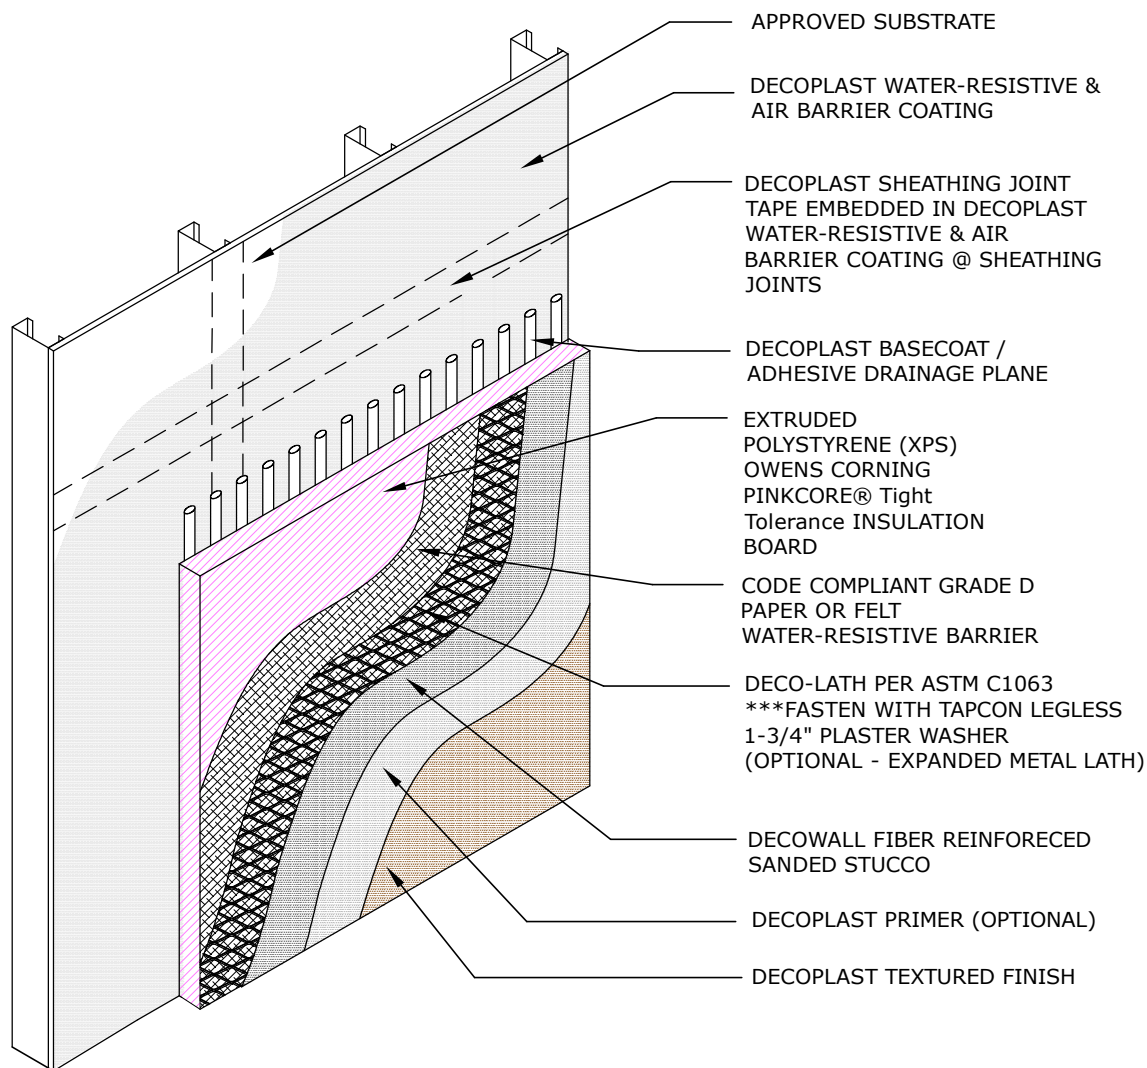 APPROVED SUBSTRATE
DECOPLAST WATER-RESISTIVE &
AIR BARRIER COATING
DECOPLAST SHEATHING JOINT
TAPE EMBEDDED IN DECOPLAST
WATER-RESISTIVE & AIR
BARRIER COATING @ SHEATHING
JOINTS
DECOPLAST BASECOAT /
ADHESIVE DRAINAGE PLANE
EXTRUDED
POLYSTYRENE (XPS)
OWENS CORNING
PINKCORE® Tight
Tolerance INSULATION
BOARD
CODE COMPLIANT GRADE D
PAPER OR FELT
WATER-RESISTIVE BARRIER
DECO-LATH PER ASTM C1063
***FASTEN WITH TAPCON LEGLESS
1-3/4" PLASTER WASHER
(OPTIONAL - EXPANDED METAL LATH)
DECOWALL FIBER REINFORECED
SANDED STUCCO
DECOPLAST PRIMER (OPTIONAL)
DECOPLAST TEXTURED FINISH